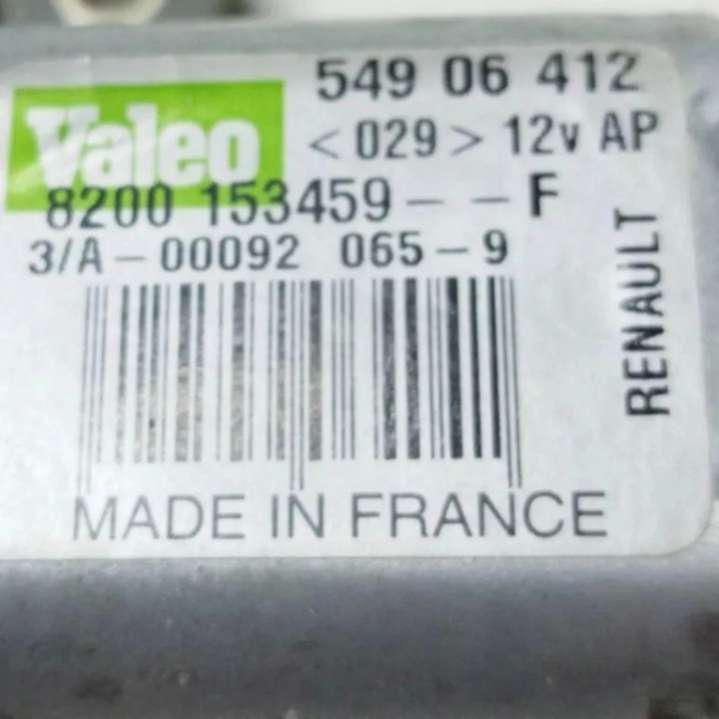 Valeo
549 06 412
<029> 12v AP
8200 153459-- -F
3/A-00092 065-9
RENAULT
MADE IN FRANCE